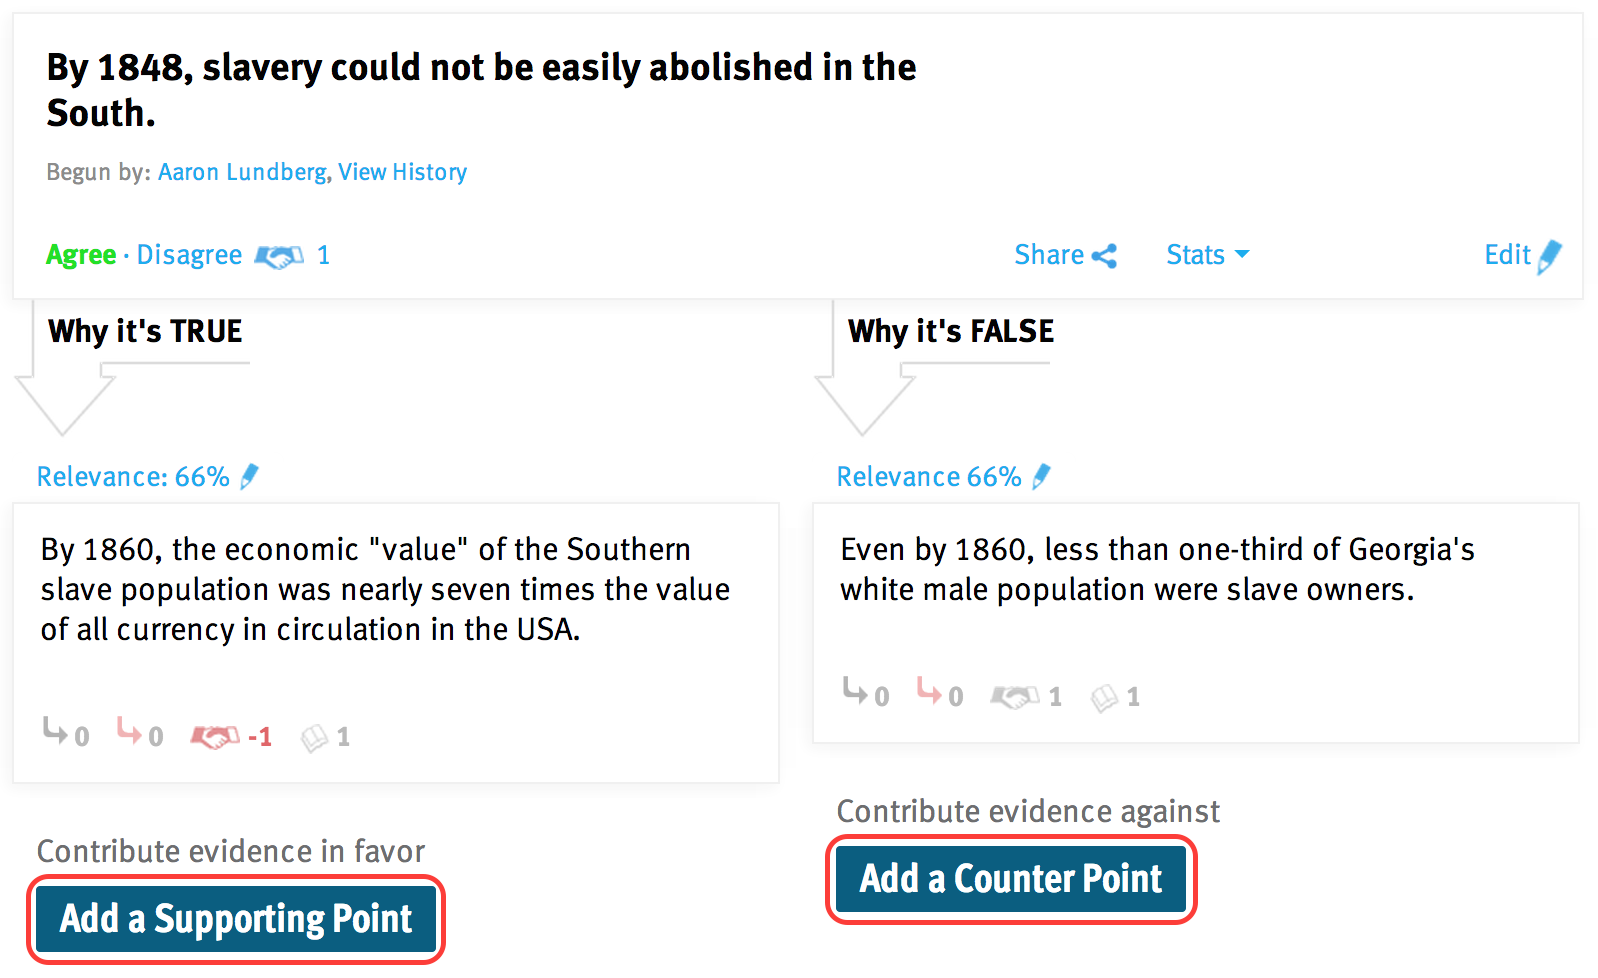 By 1848, slavery could not be easily abolished in the
South.
Begun by: Aaron Lundberg, View History
Agree · Disagree 1 Share Stats Edit
Why it's TRUE
Relevance: 66%
By 1860, the economic "value" of the Southern
slave population was nearly seven times the value
of all currency in circulation in the USA.
0 0 -1 1
Contribute evidence in favor
Add a Supporting Point
Why it's FALSE
Relevance 66%
Even by 1860, less than one-third of Georgia's
white male population were slave owners.
0 0 1 1
Contribute evidence against
Add a Counter Point